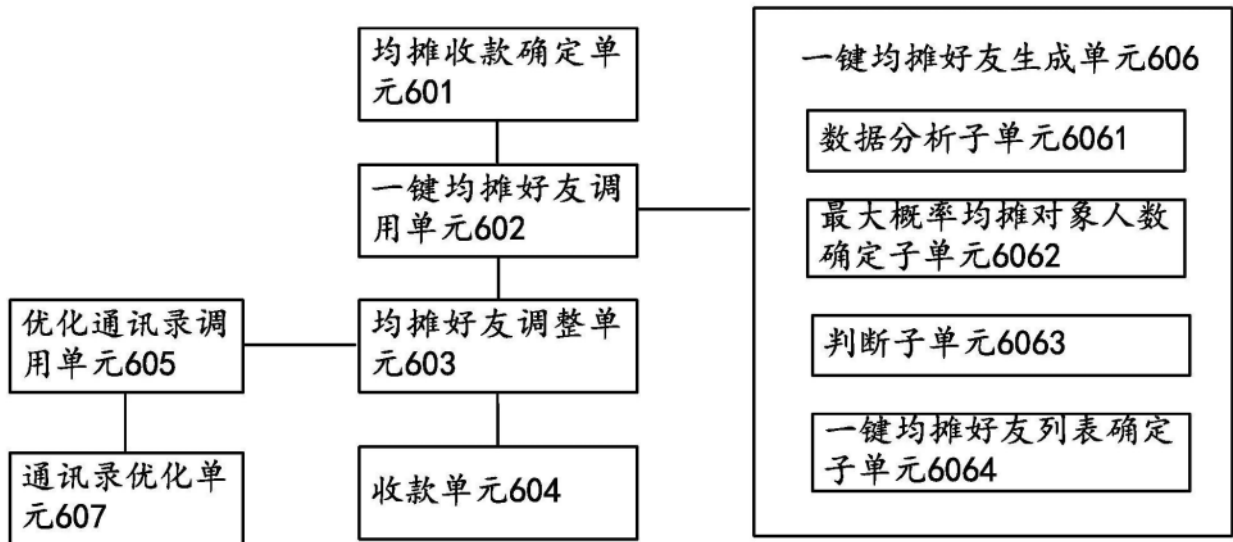 均摊收款确定单
元601
一键均摊好友调
用单元602
均摊好友调整单
元603
收款单元604
优化通讯录调
用单元605
通讯录优化单
元607
一键均摊好友生成单元606
数据分析子单元6061
最大概率均摊对象人数
确定子单元6062
判断子单元6063
一键均摊好友列表确定
子单元6064